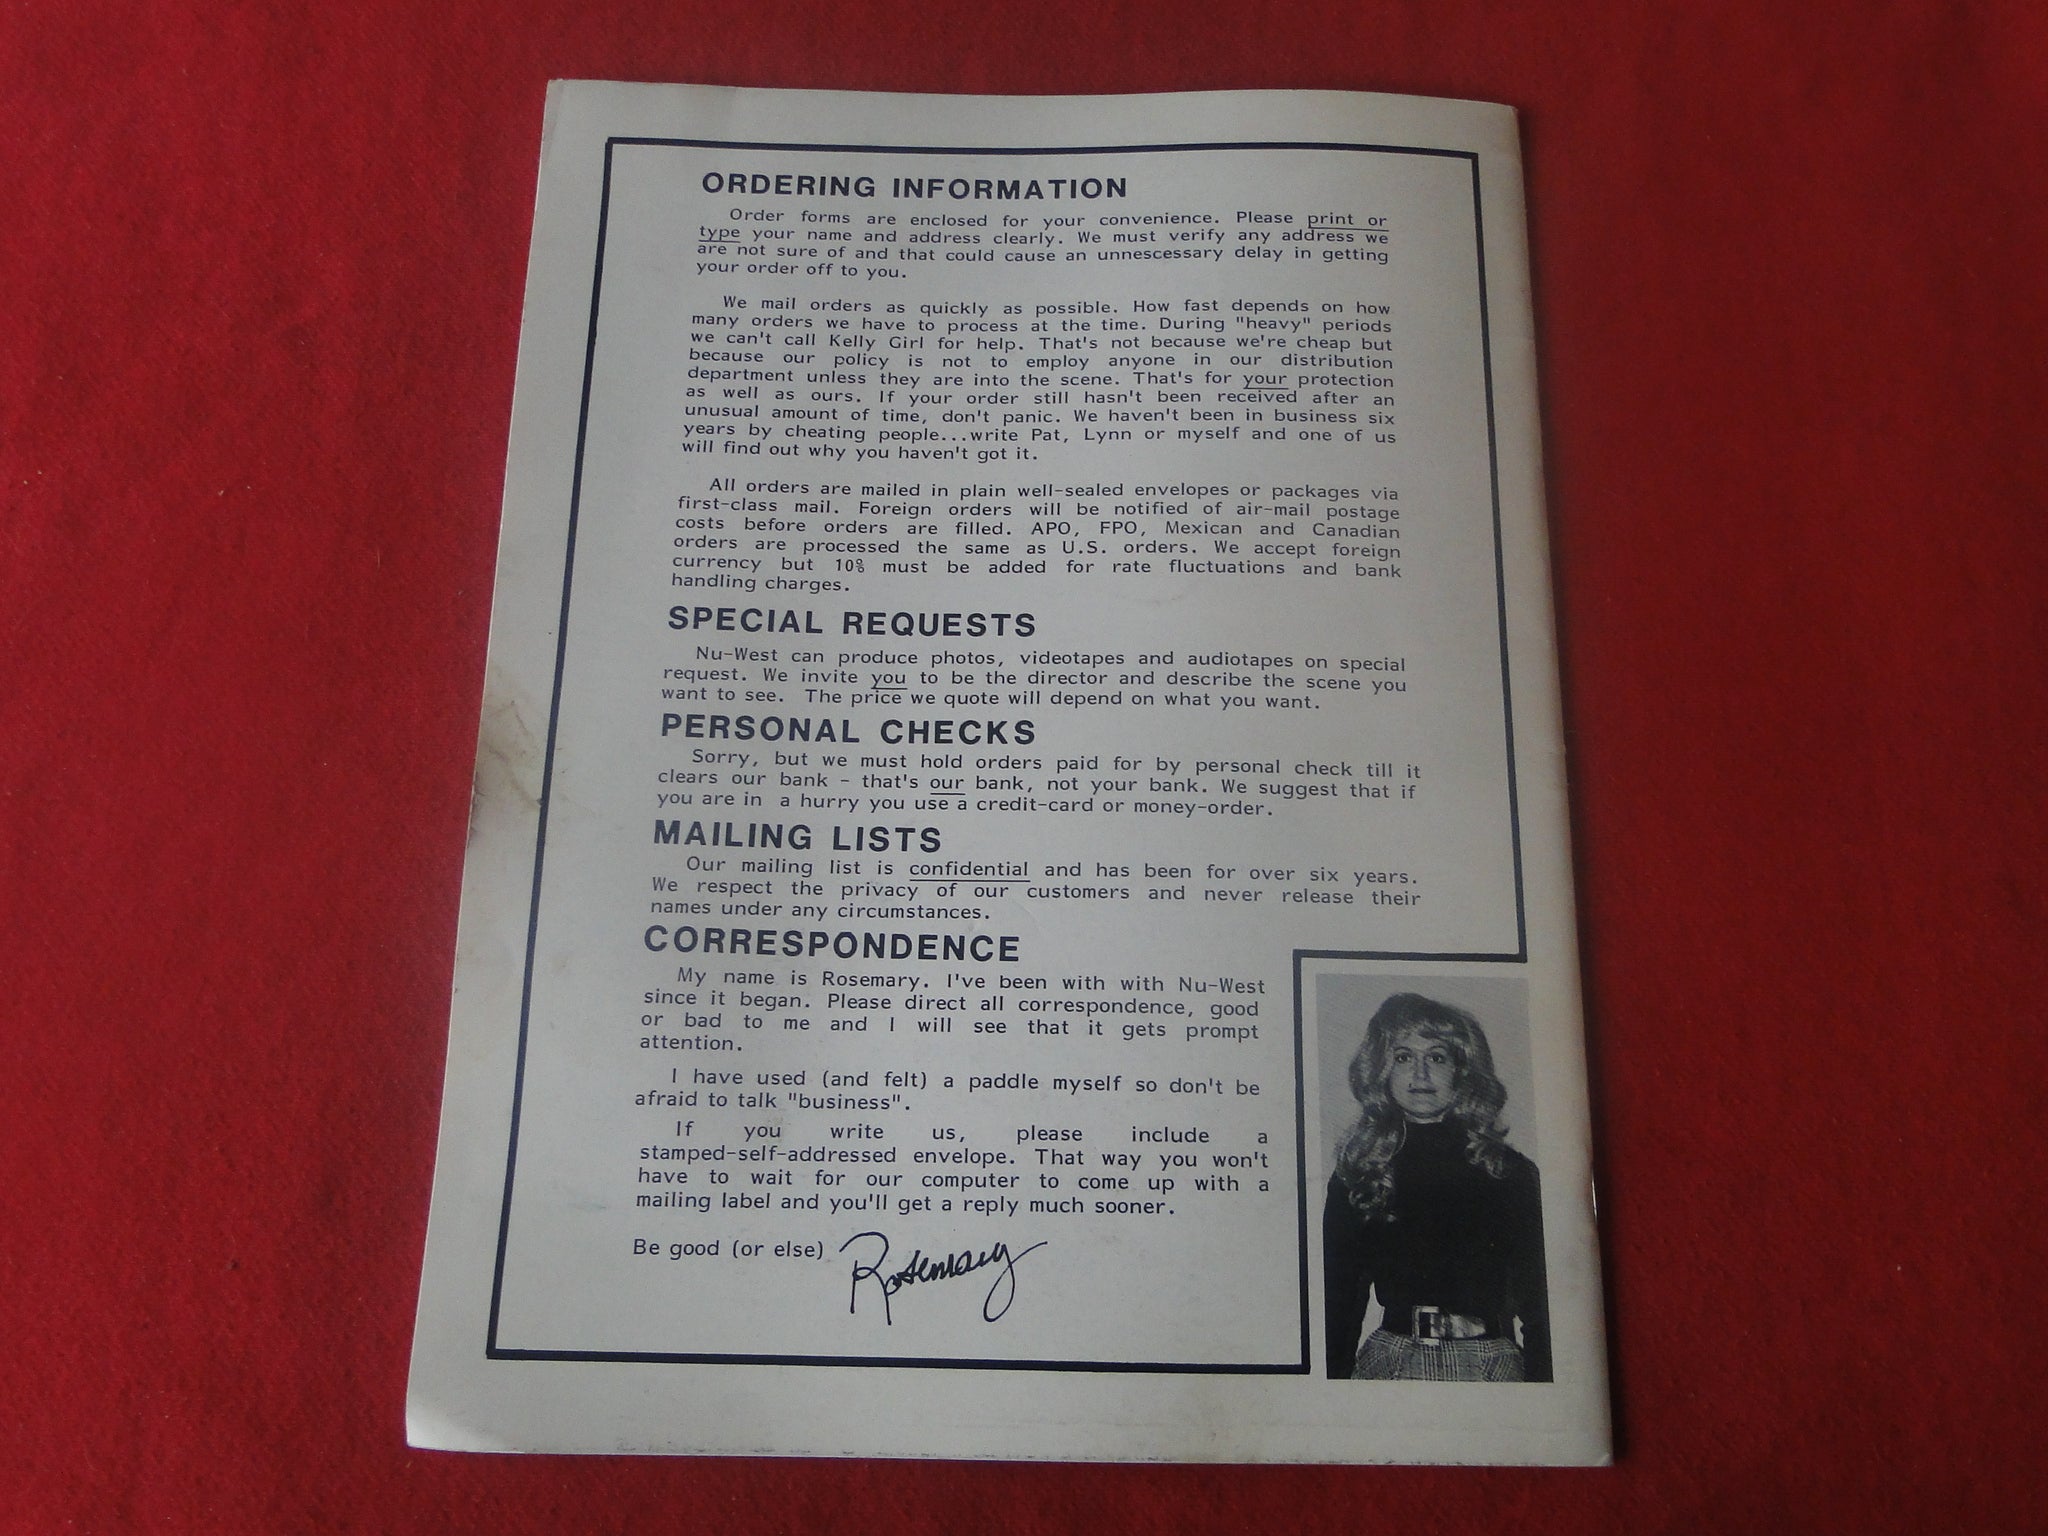 ORDERING INFORMATION
Order forms are enclosed for your convenience. Please print or
type your name and address clearly. We must verify any address we
are not sure of and that could cause an unnescessary delay in getting
your order off to you.
We mail orders as quickly as possible. How fast depends on how
many orders we have to process at the time. During "heavy" periods
we can't call Kelly Girl for help. That's not because we're cheap but
because our policy is not to employ anyone in our distribution
department unless they are into the scene. That's for your protection
as well as ours. If your order still hasn't been received after an
unusual amount of time, don't panic. We haven't been in business six
years by cheating people...write Pat, Lynn or myself and one of us
will find out why you haven't got it.
All orders are mailed in plain well-sealed envelopes or packages via
first-class mail. Foreign orders will be notified of air-mail postage
costs before orders are filled. APO, FPO, Mexican and Canadian
orders are processed the same as U.S. orders. We accept foreign
currency but 10% must be added for rate fluctuations and bank
handling charges.
SPECIAL REQUESTS
Nu-West can produce photos, videotapes and audiotapes on special
request. We invite you to be the director and describe the scene you
want to see. The price we quote will depend on what you want.
PERSONAL CHECKS
Sorry, but we must hold orders paid for by personal check till it
clears our bank - that's our bank, not your bank. We suggest that if
you are in a hurry you use a credit-card or money-order.
MAILING LISTS
Our mailing list is confidential and has been for over six years.
We respect the privacy of our customers and never release their
names under any circumstances.
CORRESPONDENCE
My name is Rosemary. I've been with with Nu-West
since it began. Please direct all correspondence, good
or bad to me and I will see that it gets prompt
attention.
I have used (and felt) a paddle myself so don't be
afraid to talk "business".
If you write us, please include a
stamped-self-addressed envelope. That way you won't
have to wait for our computer to come up with a
mailing label and you'll get a reply much sooner.
Be good (or else) Rosemary